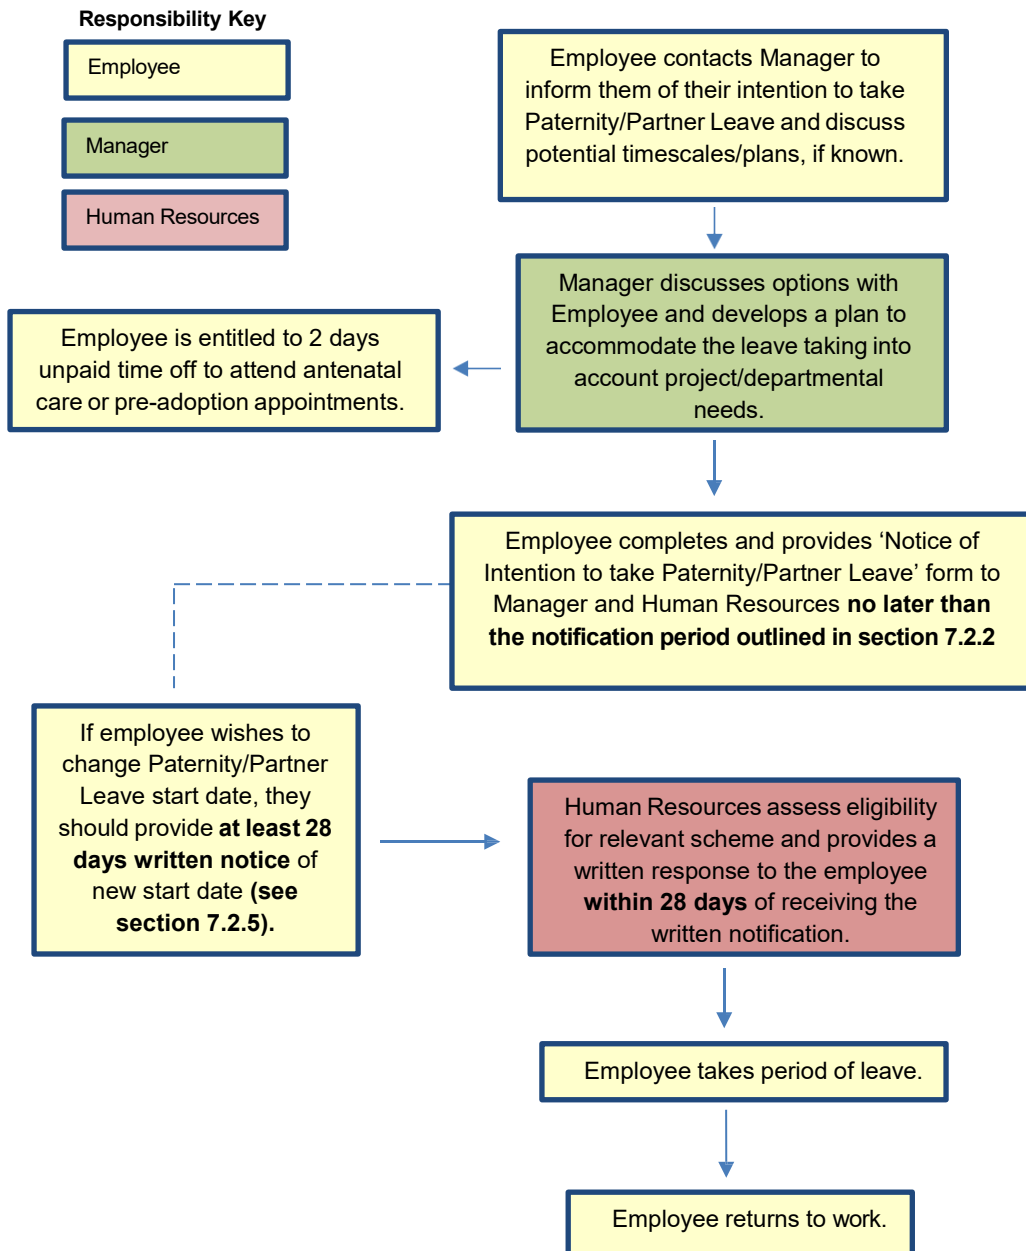 Responsibility Key
Employee
Manager
Human Resources
Employee contacts Manager to
inform them of their intention to take
Paternity/Partner Leave and discuss
potential timescales/plans, if known.
Manager discusses options with
Employee and develops a plan to
accommodate the leave taking into
account project/departmental
needs.
Employee is entitled to 2 days
unpaid time off to attend antenatal
care or pre-adoption appointments.
Employee completes and provides ‘Notice of
Intention to take Paternity/Partner Leave’ form to
Manager and Human Resources no later than
the notification period outlined in section 7.2.2
If employee wishes to
change Paternity/Partner
Leave start date, they
should provide at least 28
days written notice of
new start date (see
section 7.2.5).
Human Resources assess eligibility
for relevant scheme and provides a
written response to the employee
within 28 days of receiving the
written notification.
Employee takes period of leave.
Employee returns to work.